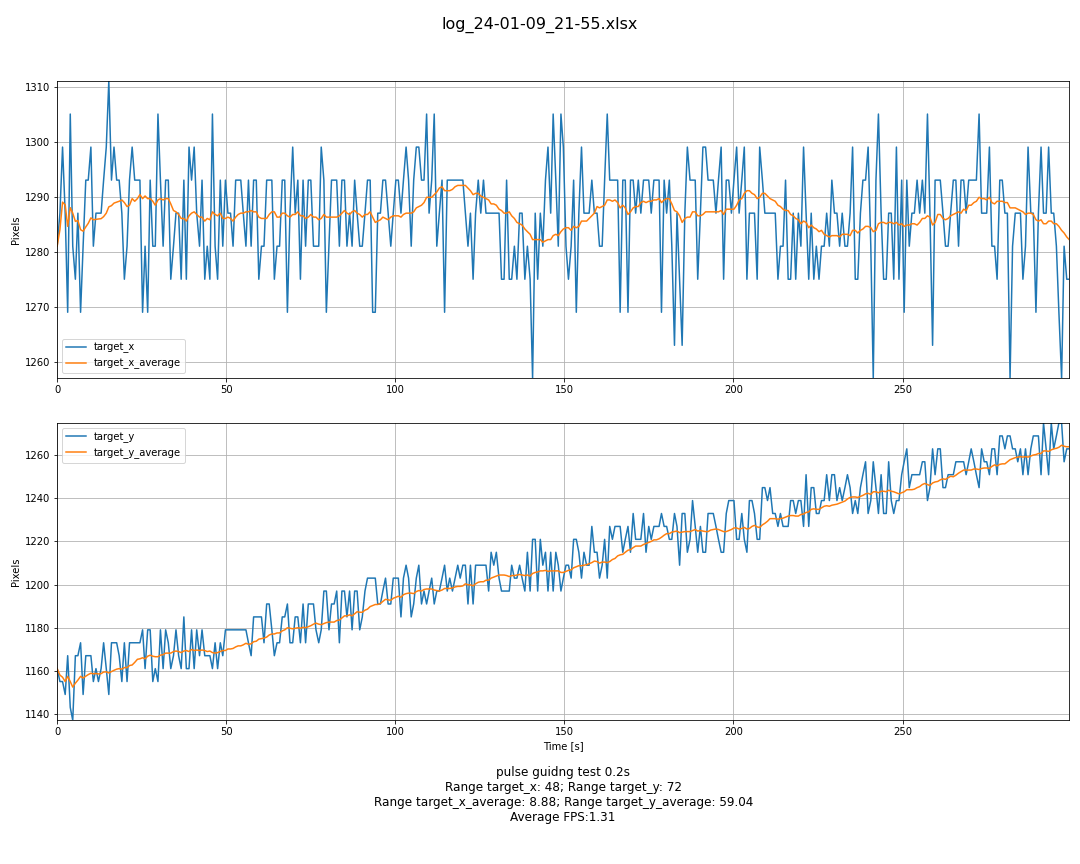 log_24-01-09_21-55.xlsx
1310
1300
1290
1280
1270
1260
Pixels
target_x
target_x_average
0 50 100 150 200 250
1260
1240
1220
1200
1180
1160
1140
Pixels
target_y
target_y_average
0 50 100 150 200 250
Time [s]
pulse guidng test 0.2s
Range target_x: 48; Range target_y: 72
Range target_x_average: 8.88; Range target_y_average: 59.04
Average FPS:1.31